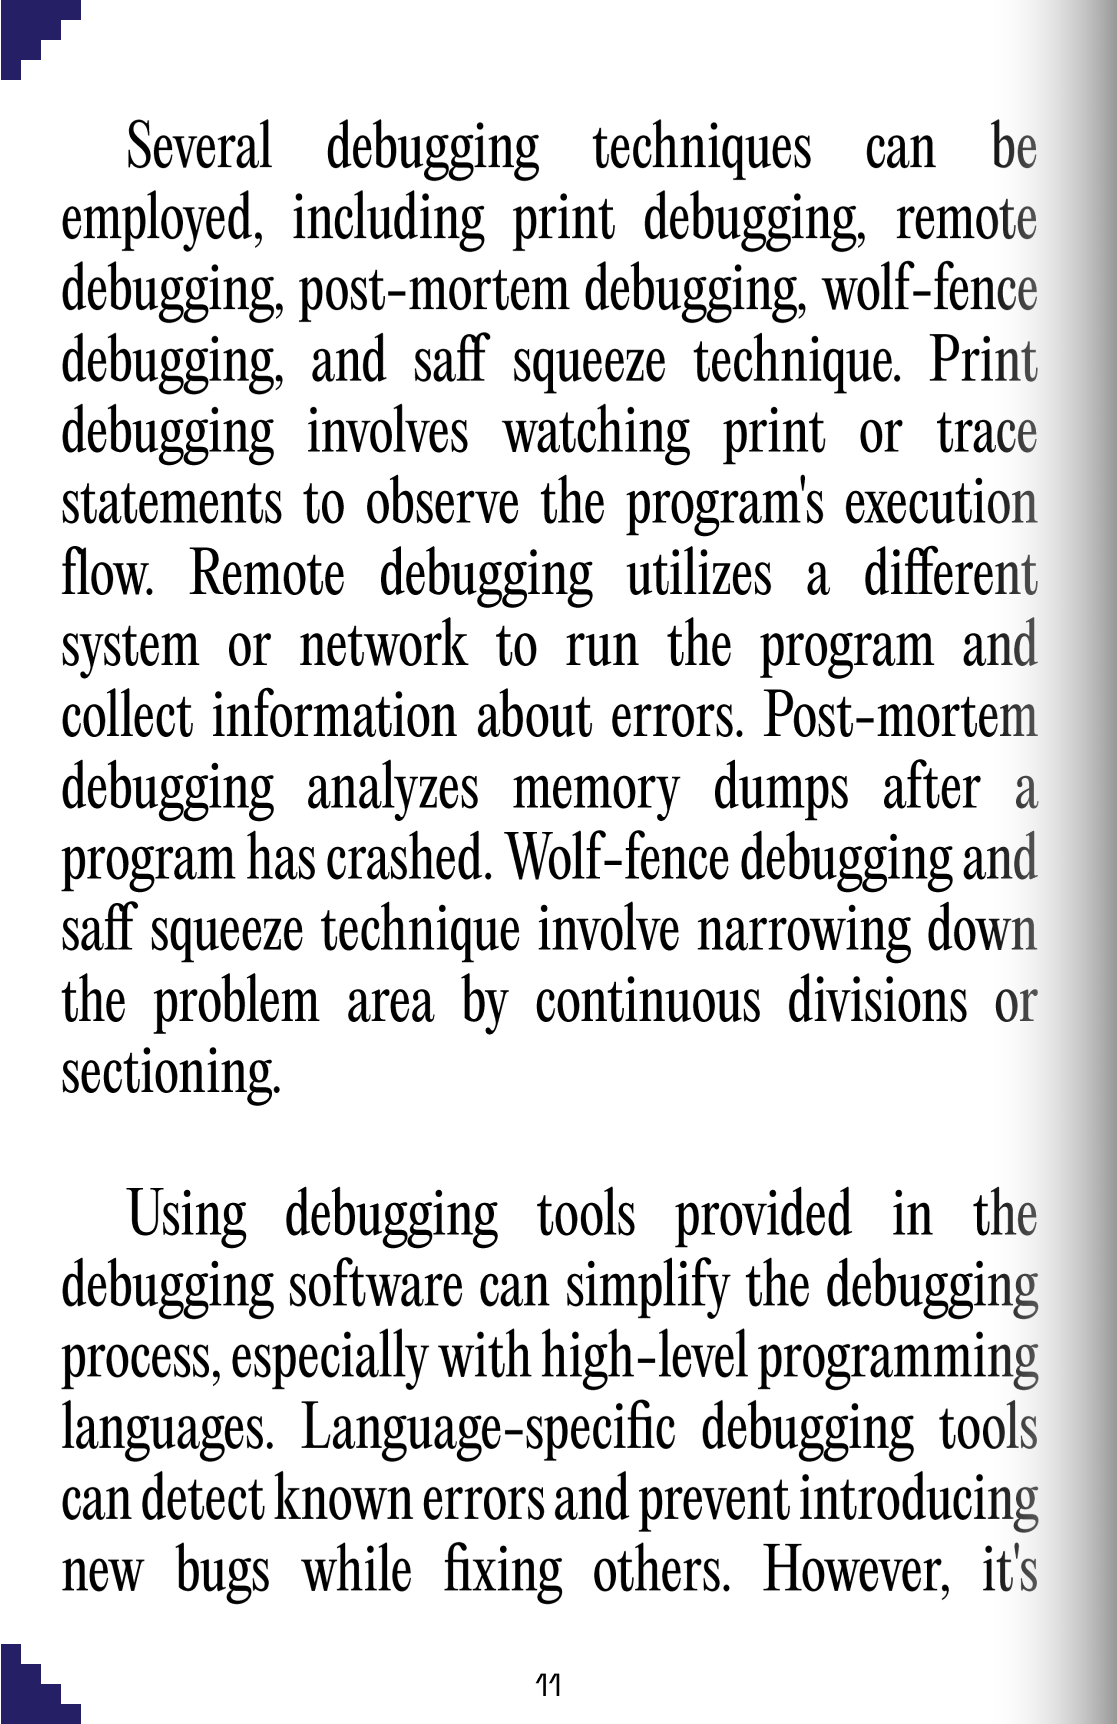 Several debugging techniques can be
employed, including print debugging, remote
debugging, post-mortem debugging, wolf-fence
debugging, and saff squeeze technique. Print
debugging involves watching print or trace
statements to observe the program's execution
flow. Remote debugging utilizes a different
system or network to run the program and
collect information about errors. Post-mortem
debugging analyzes memory dumps after a
program has crashed. Wolf-fence debugging and
saff squeeze technique involve narrowing down
the problem area by continuous divisions or
sectioning.
Using debugging tools provided in the
debugging software can simplify the debugging
process, especially with high-level programming
languages. Language-specific debugging tools
can detect known errors and prevent introducing
new bugs while fixing others. However, it's
11